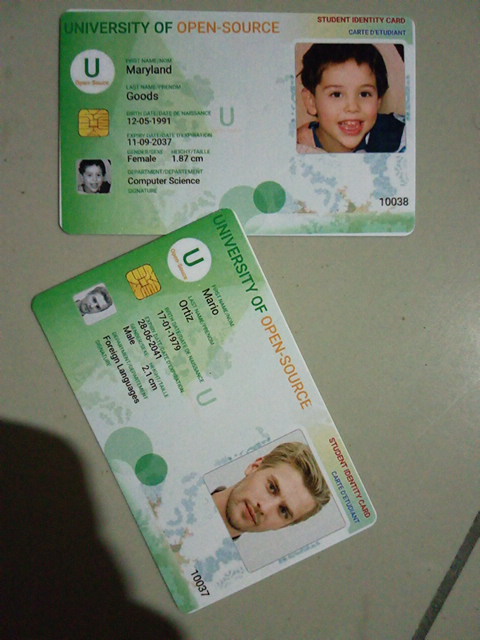 UNIVERSITY OF OPEN-SOURCE
STUDENT IDENTITY CARD
CARTE D'ETUDIANT
U
Open-Source
FIRST NAME/NOM
Maryland
LAST NAME/PRENOM
Goods
BIRTH DATE/DATE DE NAISSANCE
12-05-1991
EXPIRY DATE/DATE D'EXPIRATION
11-09-2037
GENDER/SEXE HEIGHT/TAILLE
Female 1.87 cm
DEPARTMENT/DEPARTEMENT
Computer Science
SIGNATURE
U
10038
UNIVERSITY OF OPEN-SOURCE
STUDENT IDENTITY CARD
CARTE D'ETUDIANT
U
Open-Source
FIRST NAME/NOM
Mario
LAST NAME/PRENOM
Ortiz
BIRTH DATE/DATE DE NAISSANCE
17-01-1979
EXPIRY DATE/DATE D'EXPIRATION
28-06-2041
GENDER/SEXE HEIGHT/TAILLE
Male 2.1 cm
DEPARTMENT/DEPARTEMENT
Foreign Languages
SIGNATURE
U
10037